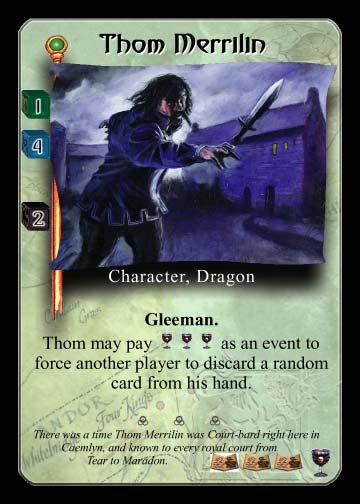 Thom Merrilin
1
4
2
Character, Dragon
Gleeman.
Thom may pay as an event to
force another player to discard a random
card from his hand.
Four Kings
There was a time Thom Merrilin was Court-bard right here in
Caemlyn, and known to every royal court from
Tear to Maradon.